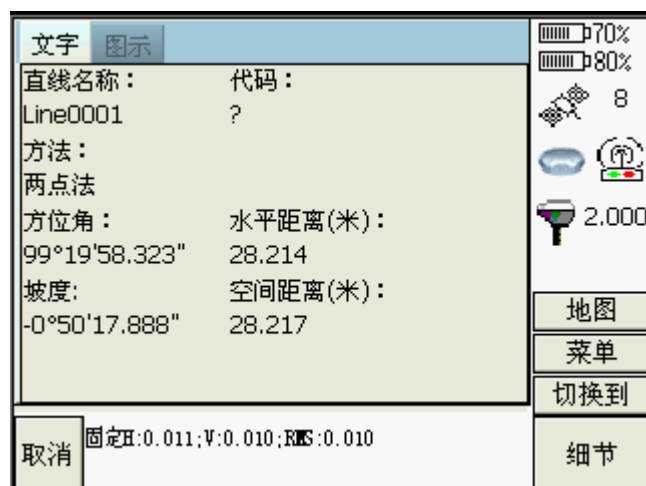 文字 图示
70%
80%
直线名称： 代码：
Line0001 ?
8
方法：
两点法
方位角： 水平距离(米)：
2.000
99°19'58.323" 28.214
坡度: 空间距离(米)：
-0°50'17.888" 28.217
地图
菜单
切换到
取消 固定H:0.011;V:0.010;RMS:0.010
细节